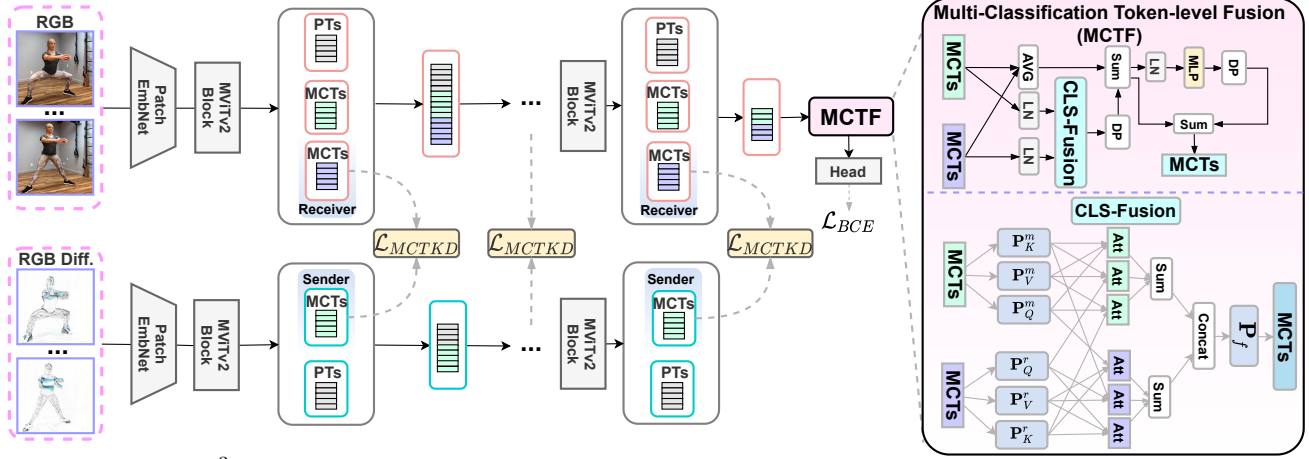 RGB
...
Patch
EmbNet
MViTv2
Block
PTs
MCTs
MCTs
Receiver
...
MViTv2
Block
PTs
MCTs
MCTs
Receiver
MCTF
Head
L_BCE
L_MCTKD
L_MCTKD
L_MCTKD
RGB Diff.
...
Patch
EmbNet
MViTv2
Block
Sender
MCTs
PTs
...
MViTv2
Block
Sender
MCTs
PTs
Multi-Classification Token-level Fusion
(MCTF)
MCTs
MCTs
AVG
LN
LN
CLS-Fusion
DP
Sum
LN
MLP
DP
Sum
MCTs
CLS-Fusion
MCTs
P_K^m
P_V^m
P_Q^m
Att
Att
Att
Sum
MCTs
P_Q^r
P_V^r
P_K^r
Att
Att
Att
Sum
Concat
P_f
MCTs